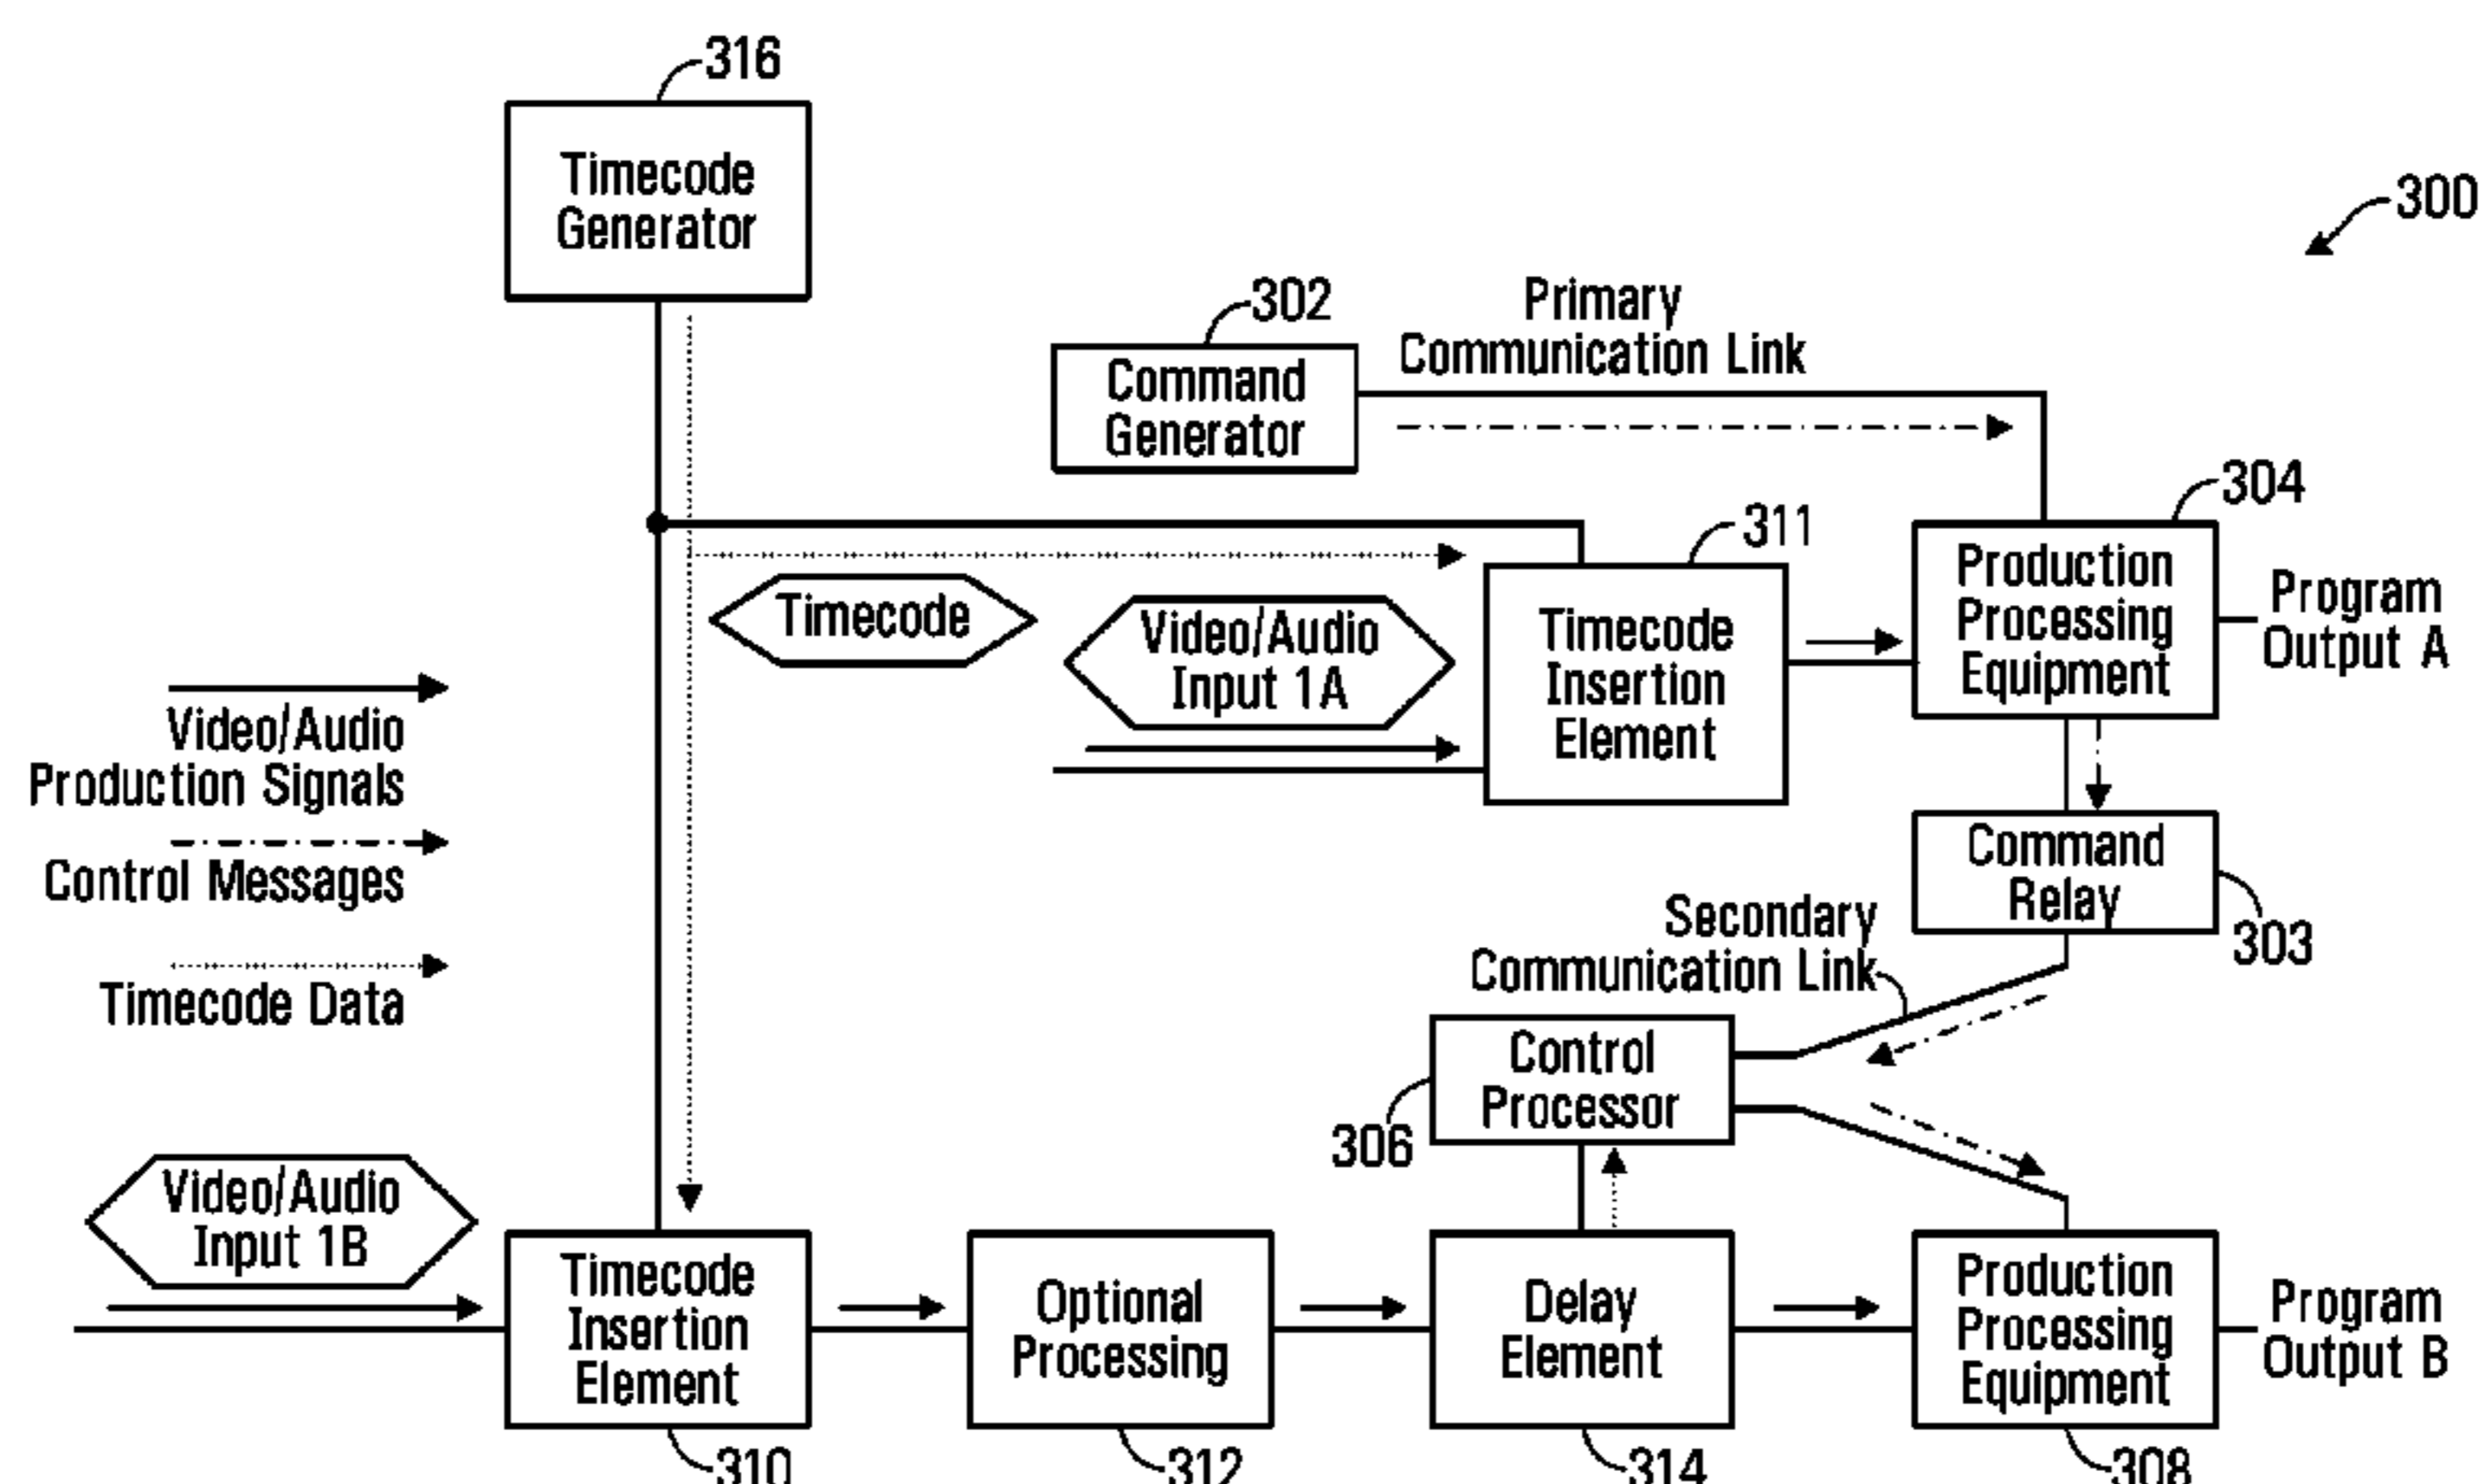 316
Timecode
Generator
300
302
Command
Generator
Primary
Communication Link
304
311
Production
Processing
Equipment
Program
Output A
Timecode
Video/Audio
Input 1A
Timecode
Insertion
Element
Video/Audio
Production Signals
Control Messages
Timecode Data
Command
Relay
303
Secondary
Communication Link
Control
Processor
306
Video/Audio
Input 1B
Timecode
Insertion
Element
Optional
Processing
Delay
Element
Production
Processing
Equipment
Program
Output B
310
312
314
308